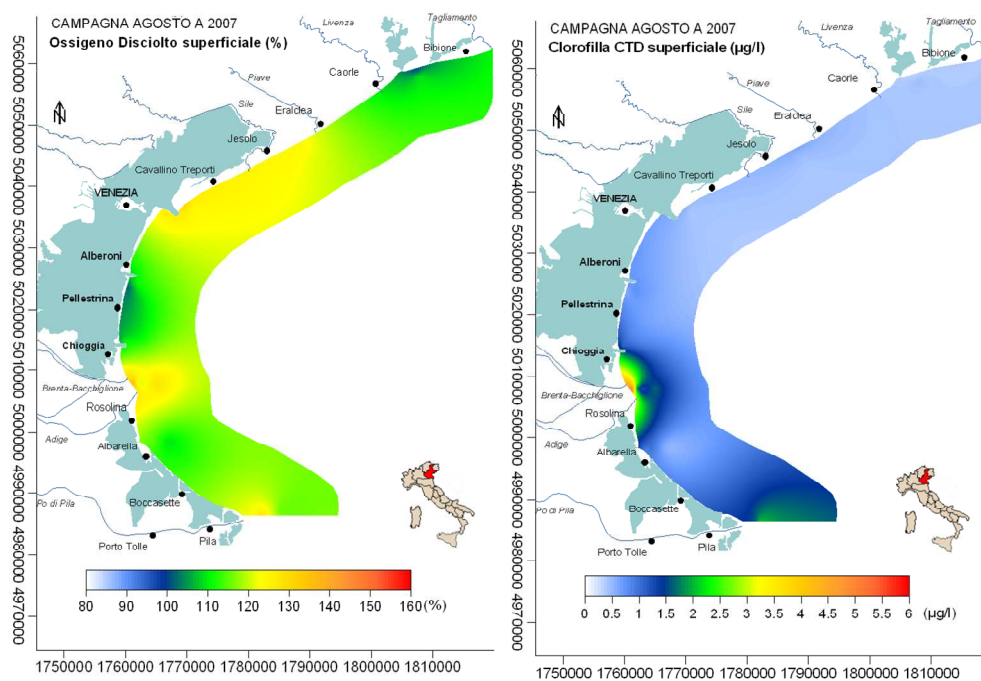 CAMPAGNA AGOSTO A 2007
Ossigeno Disciolto superficiale (%)
Livenza
Tagliamento
Bibione
Caorle
Piave
Sile
Eraldea
Jesolo
Cavallino Treporti
VENEZIA
Alberoni
Pellestrina
Chioggia
Brenta-Bacchiglione
Rosolina
Adige
Albarella
Boccasette
Po di Pila
Porto Tolle
Pila
N
5060000
5050000
5040000
5030000
5020000
5010000
5000000
4990000
4980000
4970000
80 90 100 110 120 130 140 150 160 (%)
1750000 1760000 1770000 1780000 1790000 1800000 1810000
CAMPAGNA AGOSTO A 2007
Clorofilla CTD superficiale (µg/l)
Livenza
Tagliamento
Bibione
Caorle
Piave
Sile
Eraldea
Jesolo
Cavallino Treporti
VENEZIA
Alberoni
Pellestrina
Chioggia
Brenta-Bacchiglione
Rosolina
Adige
Albarella
Boccasette
Po di Pila
Porto Tolle
Pila
N
5060000
5050000
5040000
5030000
5020000
5010000
5000000
4990000
4980000
4970000
0 0.5 1 1.5 2 2.5 3 3.5 4 4.5 5 5.5 6 (µg/l)
1750000 1760000 1770000 1780000 1790000 1800000 1810000